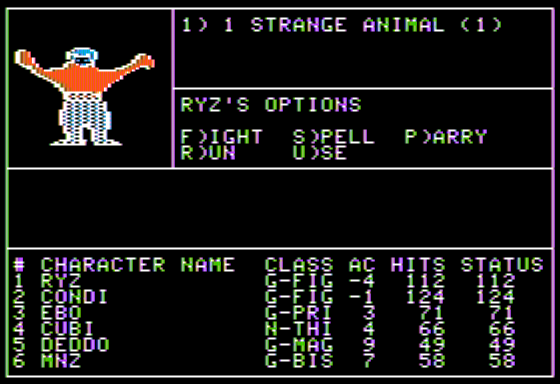 1) 1 STRANGE ANIMAL (1)
RYZ'S OPTIONS
F)IGHT S)PELL P)ARRY
R)UN U)SE
# CHARACTER NAME CLASS AC HITS STATUS
1 RYZ G-FIG -4 112 112
2 CONDI G-FIG -1 124 124
3 EBO G-PRI 3 71 71
4 CUBI N-THI 4 66 66
5 DEDDO G-MAG 9 49 49
6 MNZ G-BIS 7 58 58